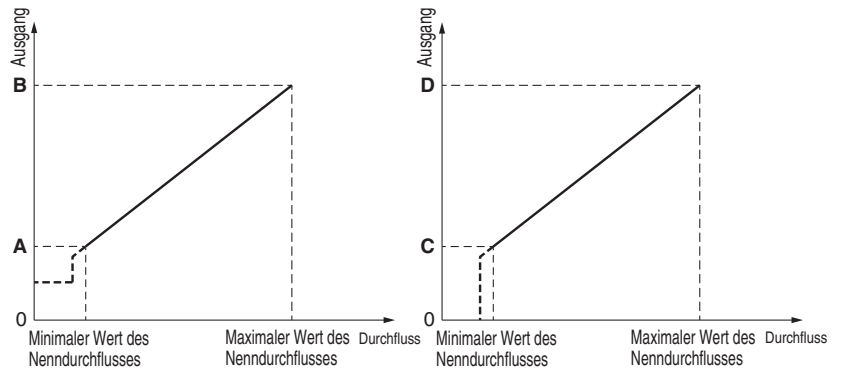 Ausgang
B
A
0
Minimaler Wert des
Nenndurchflusses
Maximaler Wert des
Nenndurchflusses
Durchfluss
Ausgang
D
C
0
Minimaler Wert des
Nenndurchflusses
Maximaler Wert des
Nenndurchflusses
Durchfluss